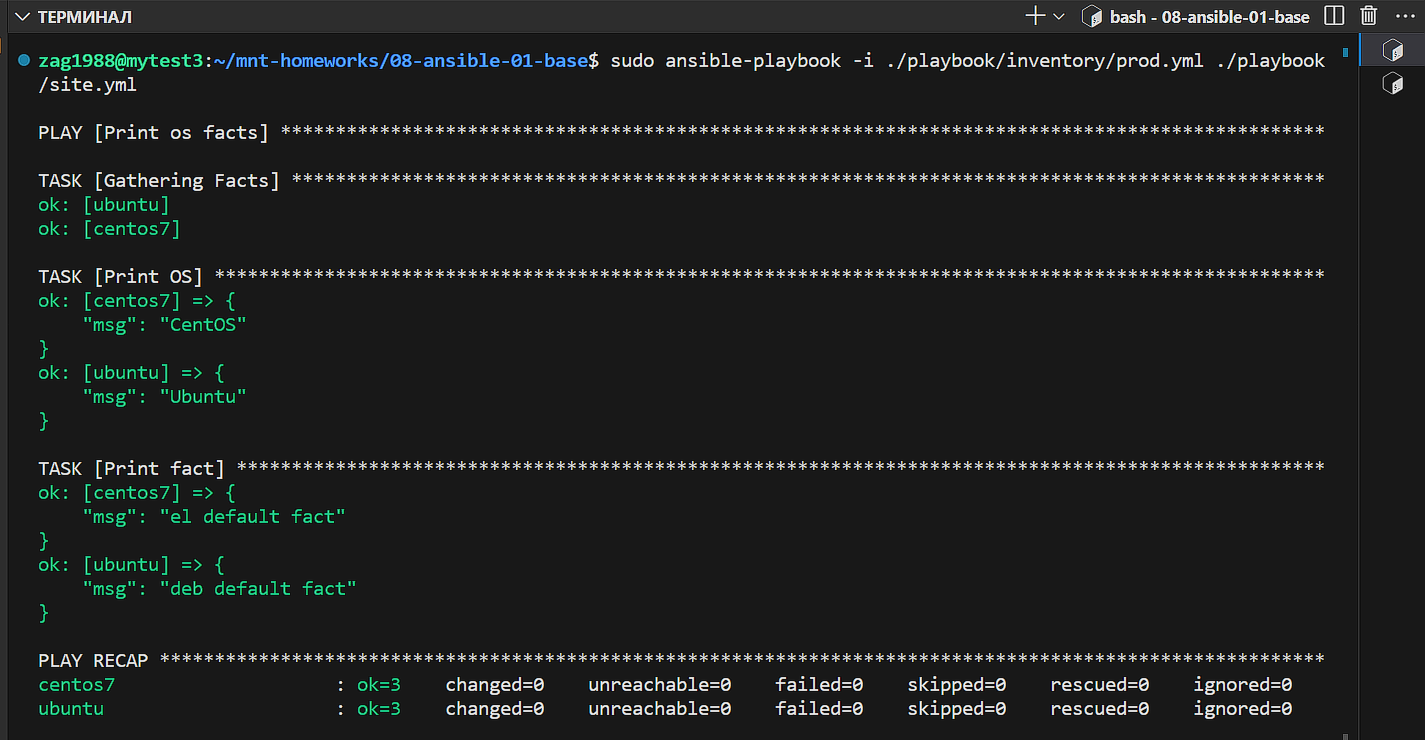 ТЕРМИНАЛ
bash - 08-ansible-01-base
zag1988@mytest3:~/mnt-homeworks/08-ansible-01-base$ sudo ansible-playbook -i ./playbook/inventory/prod.yml ./playbook
/site.yml
PLAY [Print os facts] ***********************************************************************************************
TASK [Gathering Facts] **********************************************************************************************
ok: [ubuntu]
ok: [centos7]
TASK [Print OS] *****************************************************************************************************
ok: [centos7] => {
    "msg": "CentOS"
}
ok: [ubuntu] => {
    "msg": "Ubuntu"
}
TASK [Print fact] ***************************************************************************************************
ok: [centos7] => {
    "msg": "el default fact"
}
ok: [ubuntu] => {
    "msg": "deb default fact"
}
PLAY RECAP **********************************************************************************************************
centos7                    : ok=3    changed=0    unreachable=0    failed=0    skipped=0    rescued=0    ignored=0
ubuntu                     : ok=3    changed=0    unreachable=0    failed=0    skipped=0    rescued=0    ignored=0